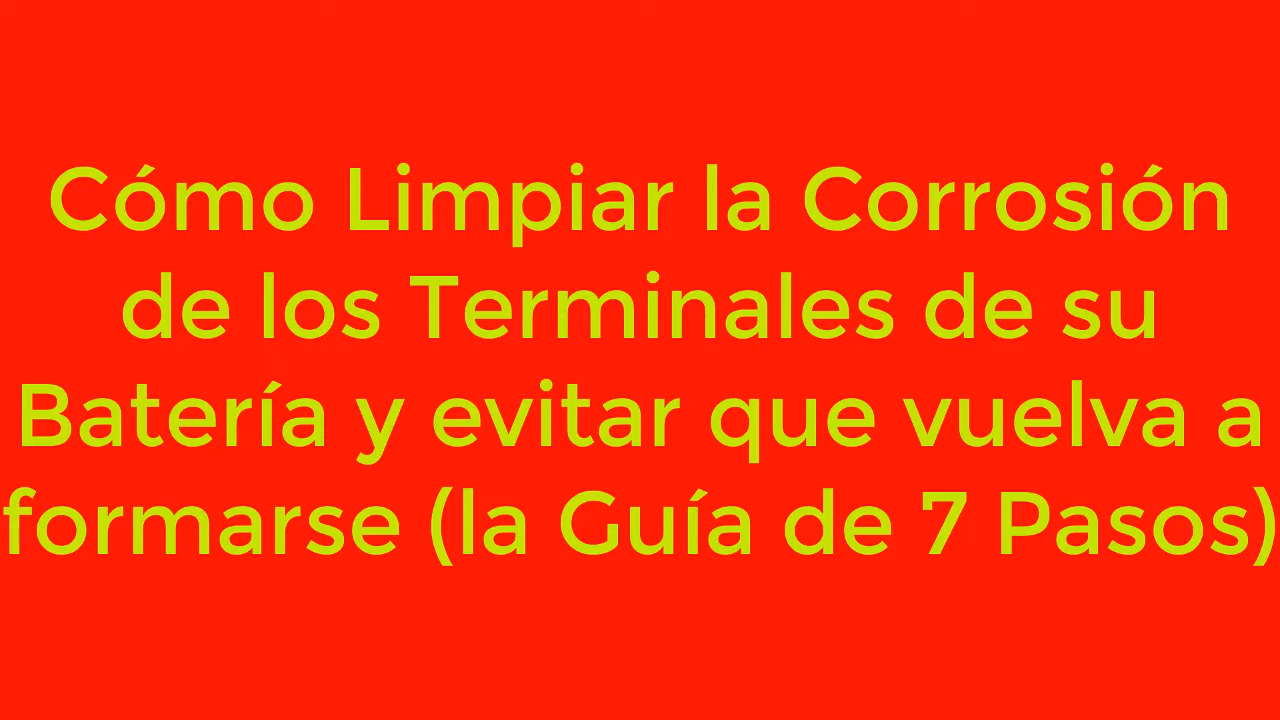 Cómo Limpiar la Corrosión
de los Terminales de su
Batería y evitar que vuelva a
formarse (la Guía de 7 Pasos)